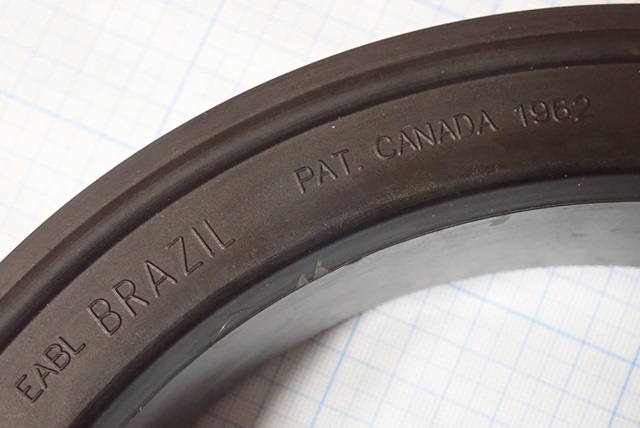 EABL BRAZIL PAT. CANADA 1962